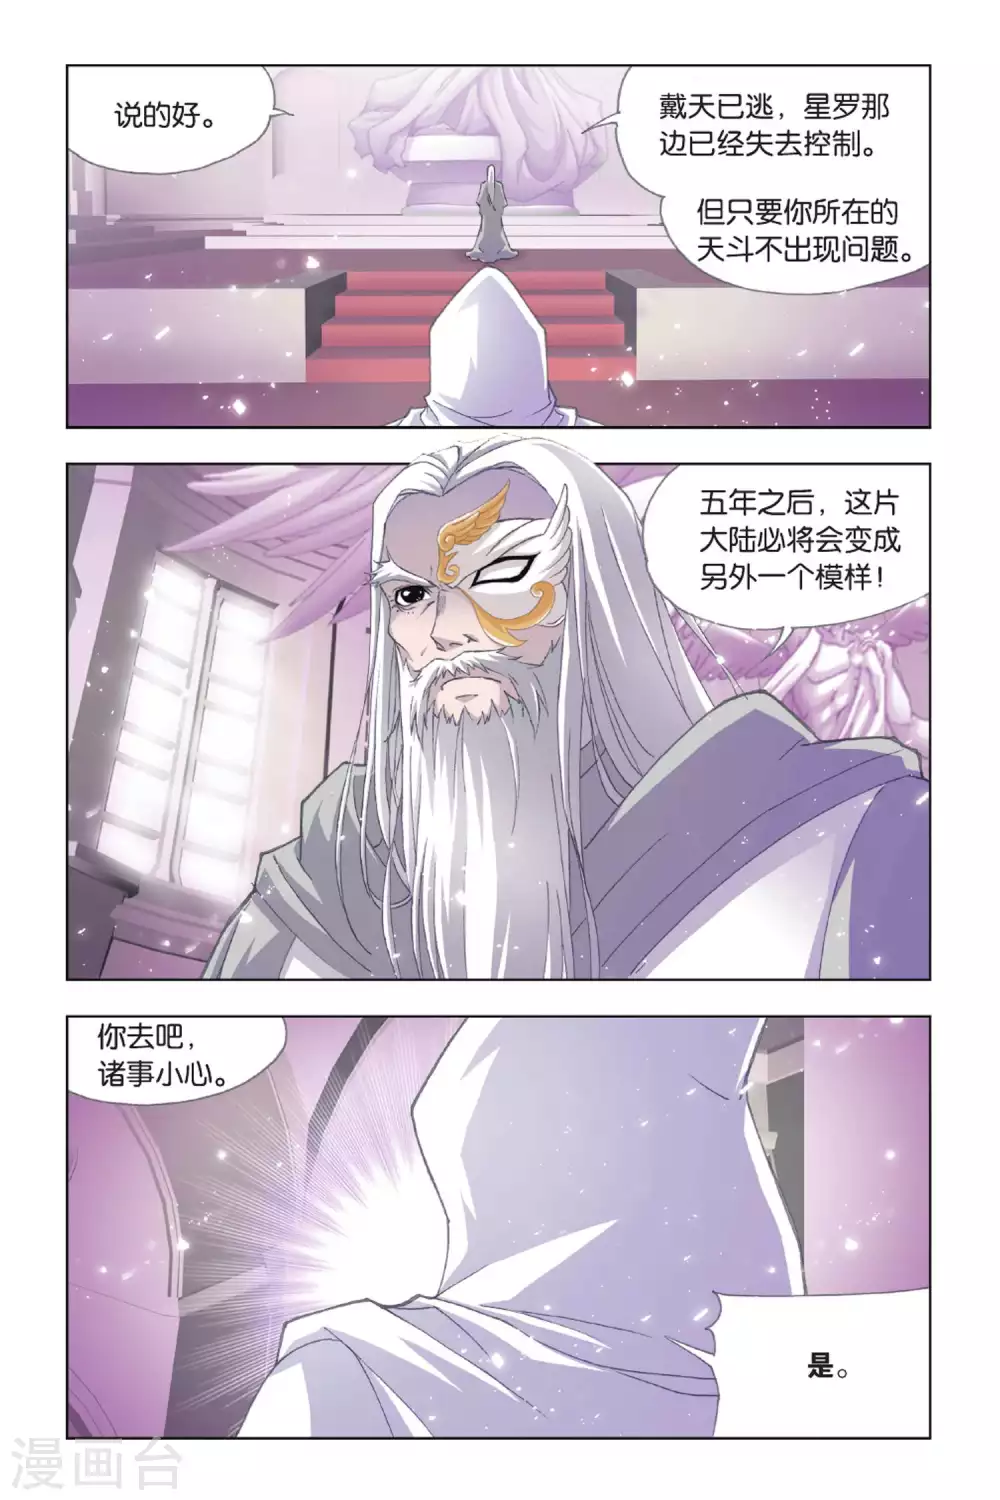 说的好。
戴天已逃，星罗那
边已经失去控制。
但只要你所在的
天斗不出现问题。
五年之后，这片
大陆必将会变成
另外一个模样！
你去吧，
诸事小心。
是。
漫画台